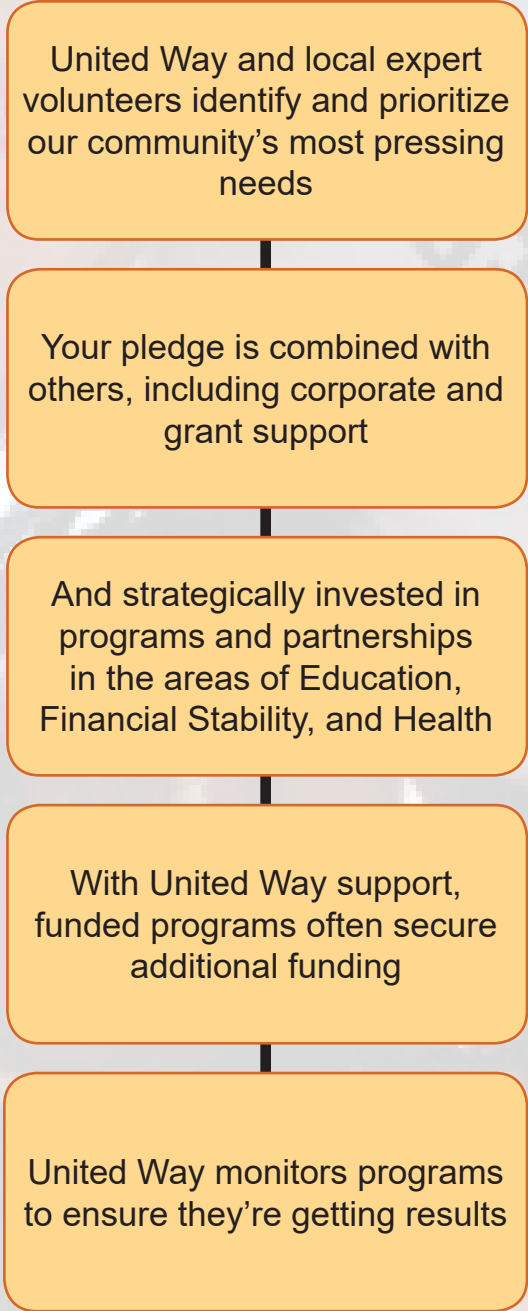 United Way and local expert
volunteers identify and prioritize
our community’s most pressing
needs
Your pledge is combined with
others, including corporate and
grant support
And strategically invested in
programs and partnerships
in the areas of Education,
Financial Stability, and Health
With United Way support,
funded programs often secure
additional funding
United Way monitors programs
to ensure they’re getting results